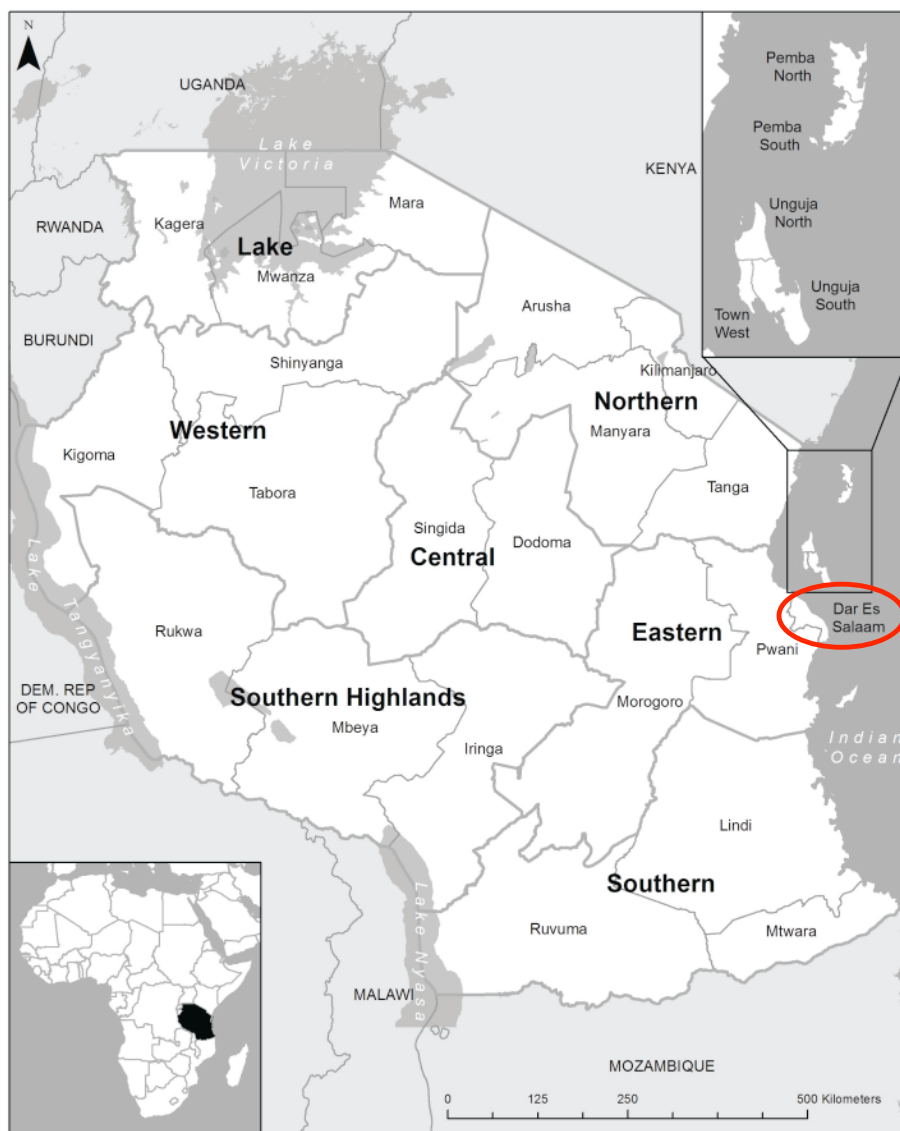 N
UGANDA
Lake
Victoria
KENYA
Pemba
North
Pemba
South
Unguja
North
Unguja
South
Town
West
RWANDA
Kagera
Mara
Lake
Mwanza
BURUNDI
Arusha
Shinyanga
Kilimanjaro
Northern
Manyara
Western
Kigoma
Tabora
Tanga
Singida
Central
Dodoma
Lake
Tangyanyika
Rukwa
Eastern
Dar Es
Salaam
Pwani
DEM. REP
OF CONGO
Southern Highlands
Mbeya
Morogoro
Iringa
Indian
Ocean
Lindi
Southern
Ruvuma
Mtwara
Lake Nyasa
MALAWI
MOZAMBIQUE
0 125 250 500 Kilometers